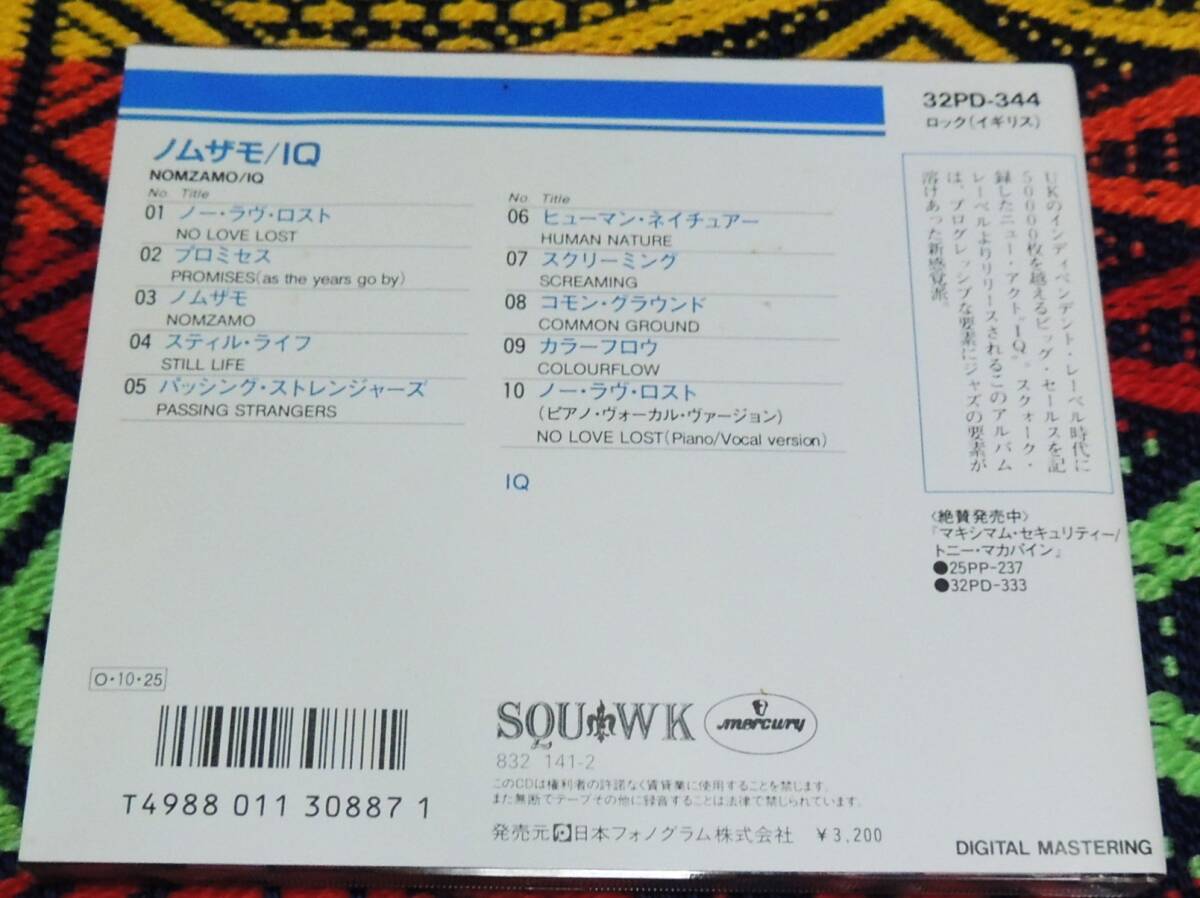 32PD-344
ロック(イギリス)
ノムザモ/IQ
NOMZAMO/IQ
No. Title
01 ノー・ラヴ・ロスト
NO LOVE LOST
02 プロミセス
PROMISES(as the years go by)
03 ノムザモ
NOMZAMO
04 スティル・ライフ
STILL LIFE
05 パッシング・ストレンジャーズ
PASSING STRANGERS
No. Title
06 ヒューマン・ネイチュアー
HUMAN NATURE
07 スクリーミング
SCREAMING
08 コモン・グラウンド
COMMON GROUND
09 カラーフロウ
COLOURFLOW
10 ノー・ラヴ・ロスト
(ピアノ・ヴォーカル・ヴァージョン)
NO LOVE LOST(Piano/Vocal version)
IQ
UKのインディペンデント・レーベル時代に
50000枚を越えるビッグ・セールスを記
録したニュー・アクト"IQ"。スクォーク・
レーベルよりリリースされるこのアルバム
は、プログレッシブな要素にジャズの要素が
溶けあった新感覚派。
〈絶賛発売中〉
『マキシマム・セキュリティー/
トニー・マカパイン』
●25PP-237
●32PD-333
O・10・25
T4988 011 30887 1
SQUAWK
mercury
832 141-2
このCDは権利者の許諾なく賃貸業に使用することを禁じます。
また無断でテープその他に録音することは法律で禁じられています。
発売元 日本フォノグラム株式会社 ¥3,200
DIGITAL MASTERING